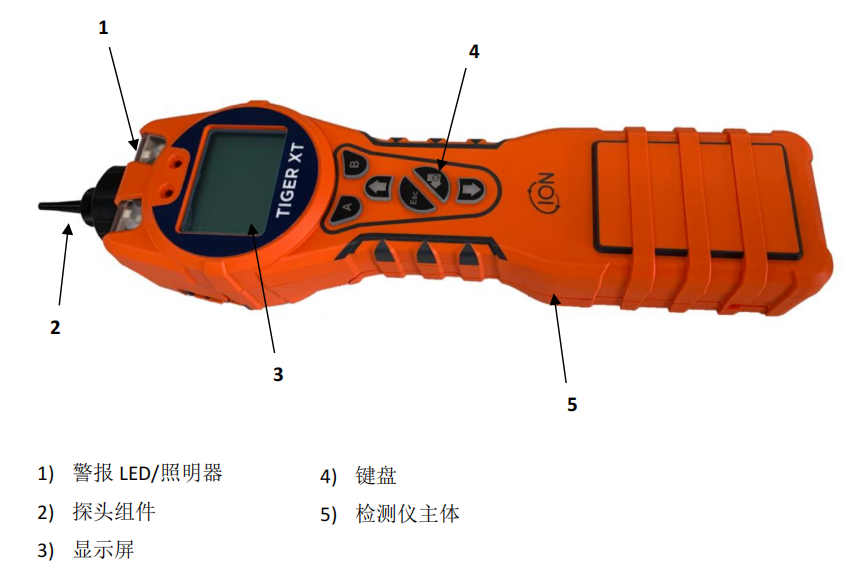 1
4
B
TIGER XT
Esc
A
ION
2
3
5
1) 警报 LED/照明器
2) 探头组件
3) 显示屏
4) 键盘
5) 检测仪主体